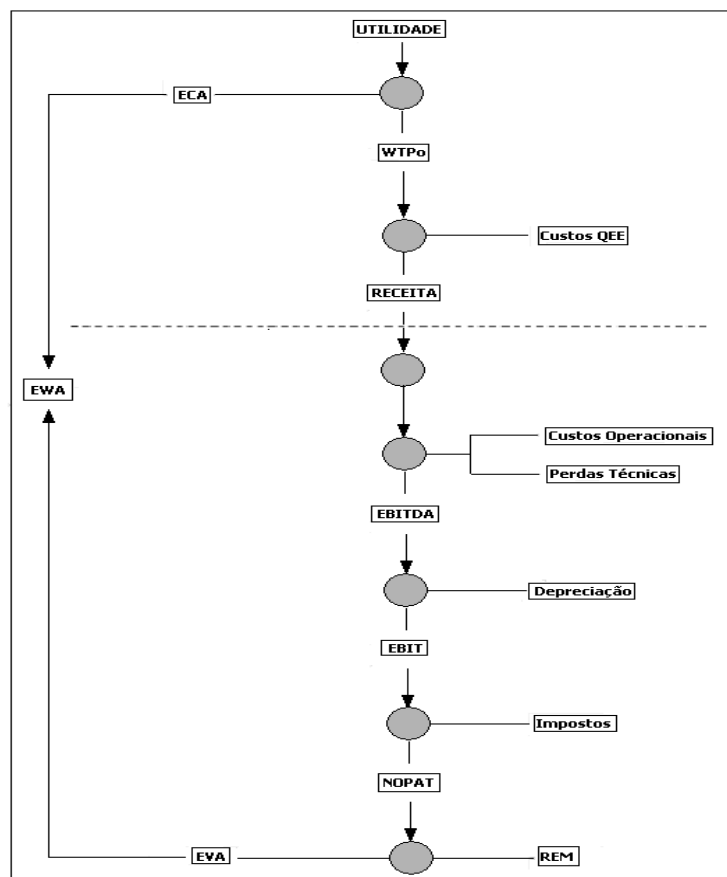 UTILIDADE
ECA
WTPo
Custos QEE
RECEITA
EWA
Custos Operacionais
Perdas Técnicas
EBITDA
Depreciação
EBIT
Impostos
NOPAT
EVA
REM